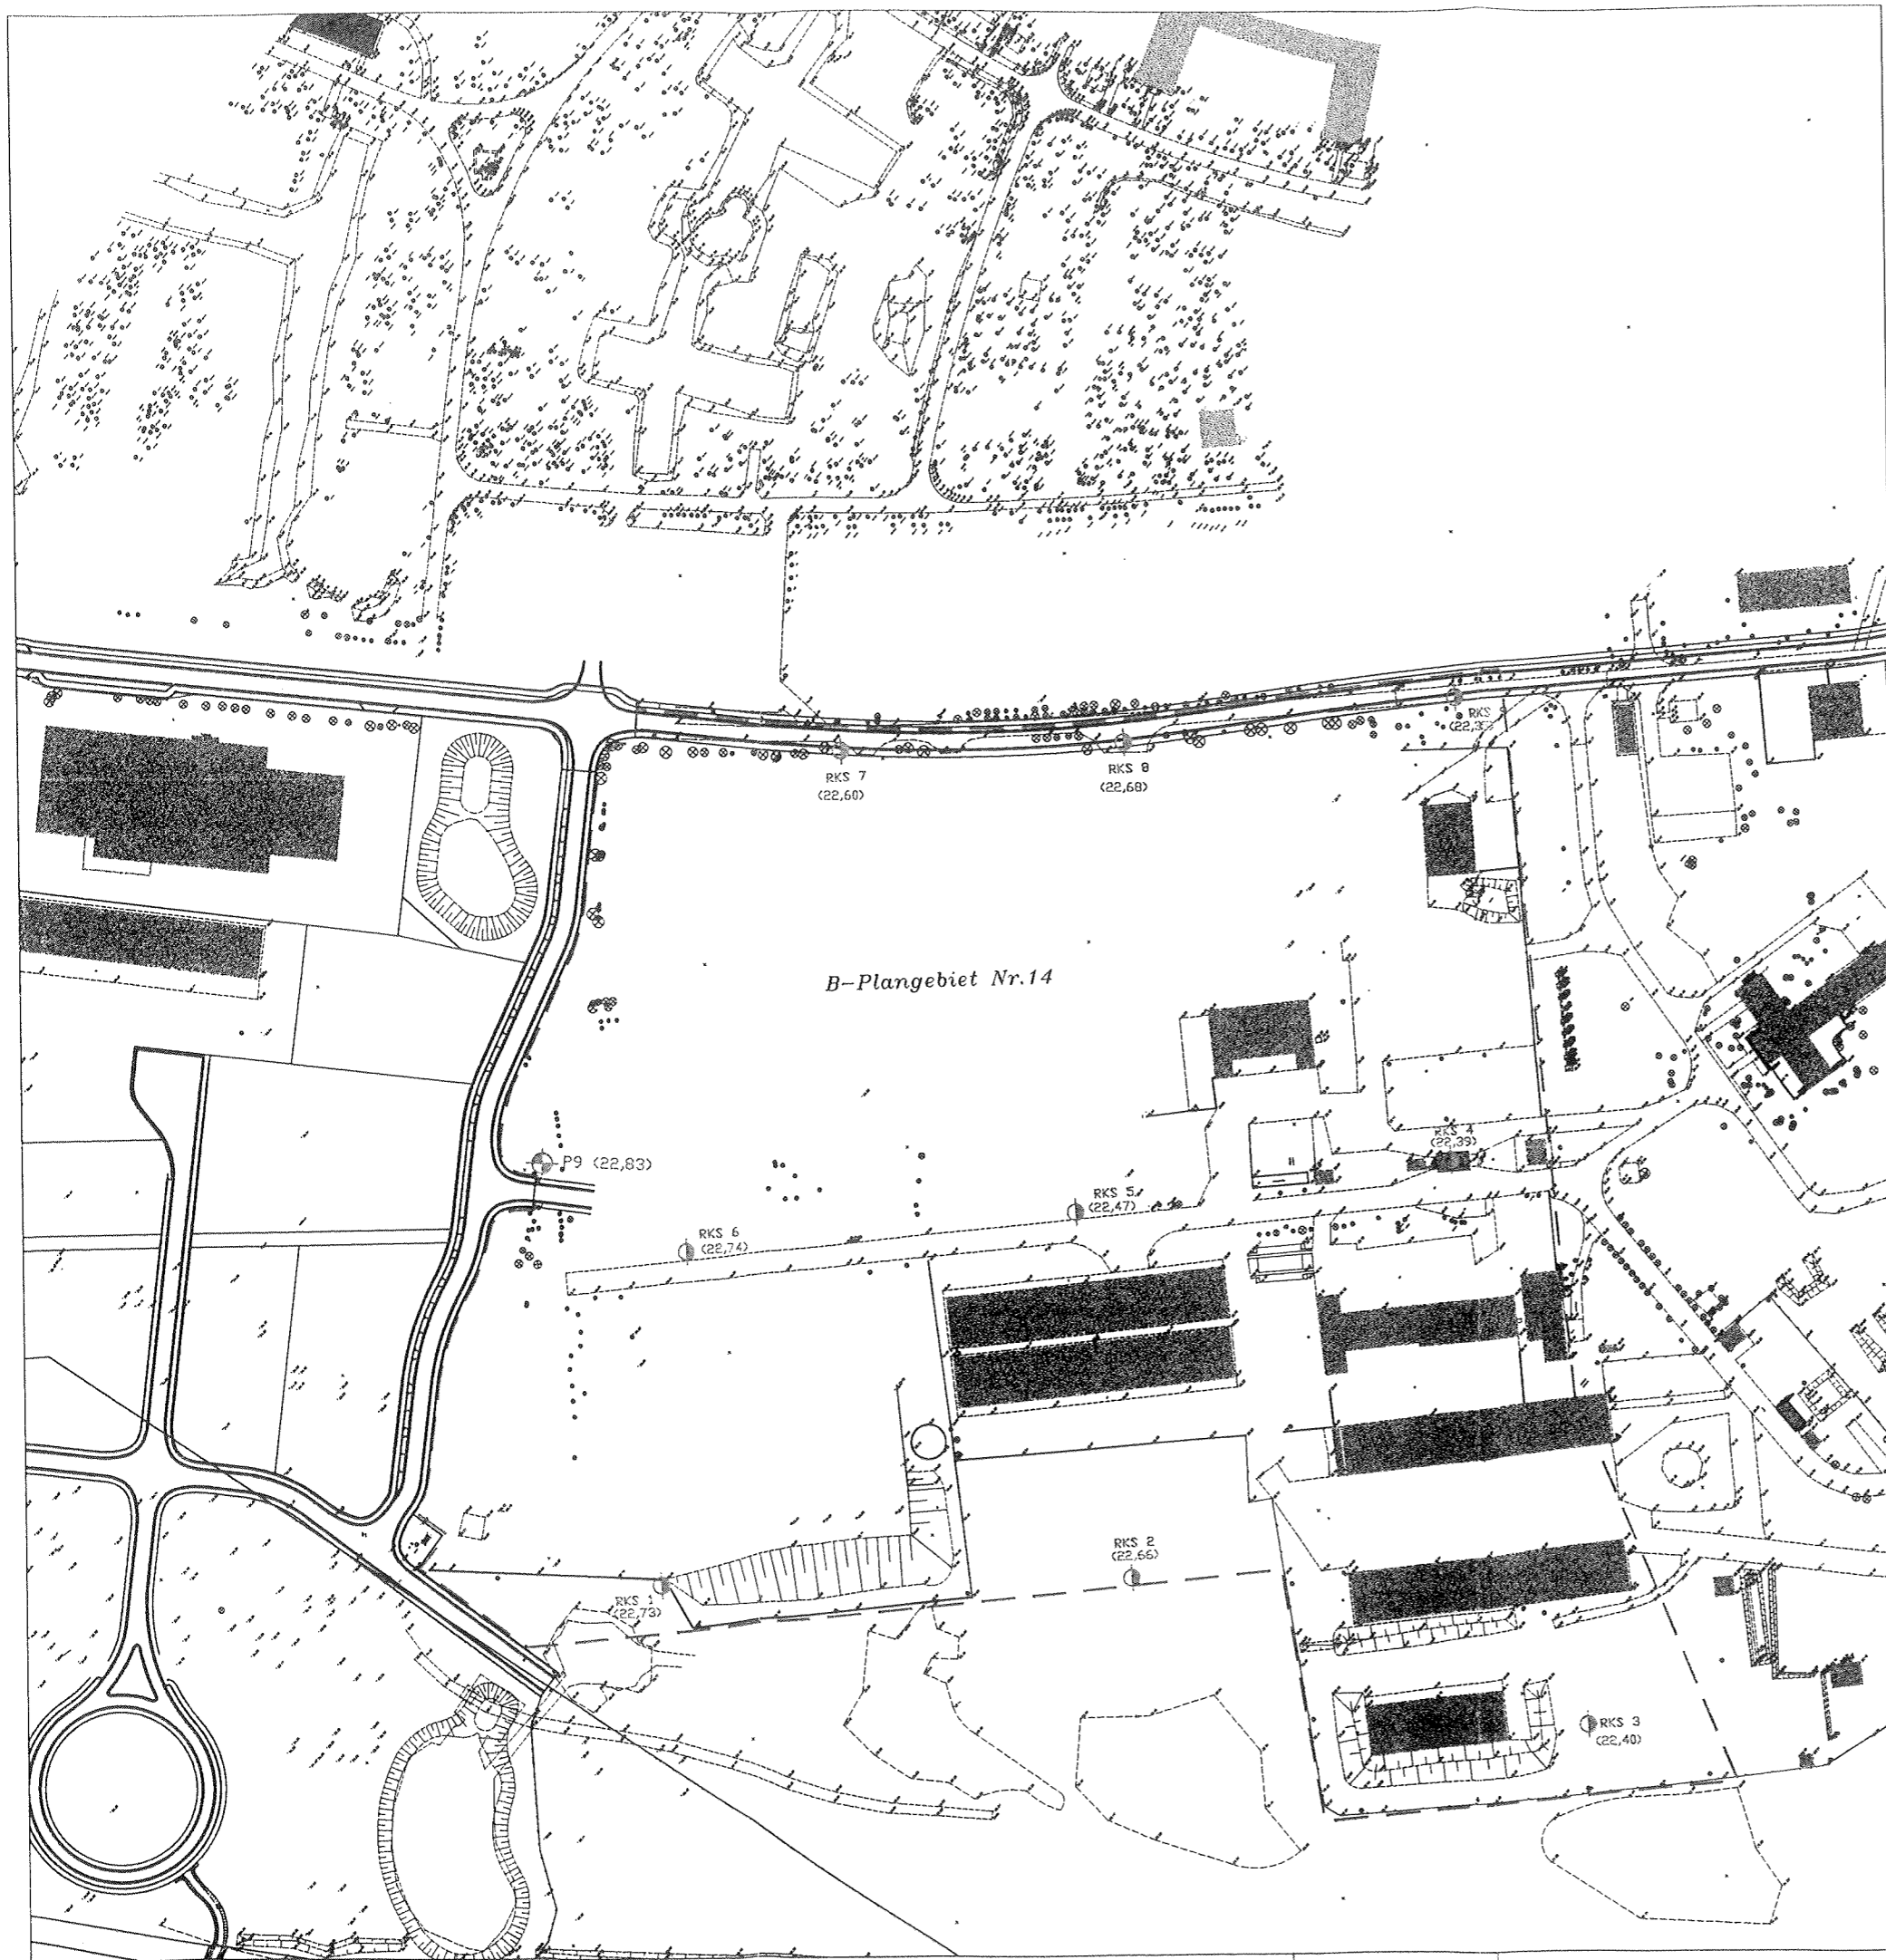 RKS 7
(22,60)
RKS 8
(22,68)
RKS
B-Plangebiet Nr.14
RKS 4
(22,39)
P9 (22,83)
RKS 5
(22,47)
RKS 6
(22,74)
RKS 2
(22,66)
RKS 1
(22,73)
RKS 3
(22,40)